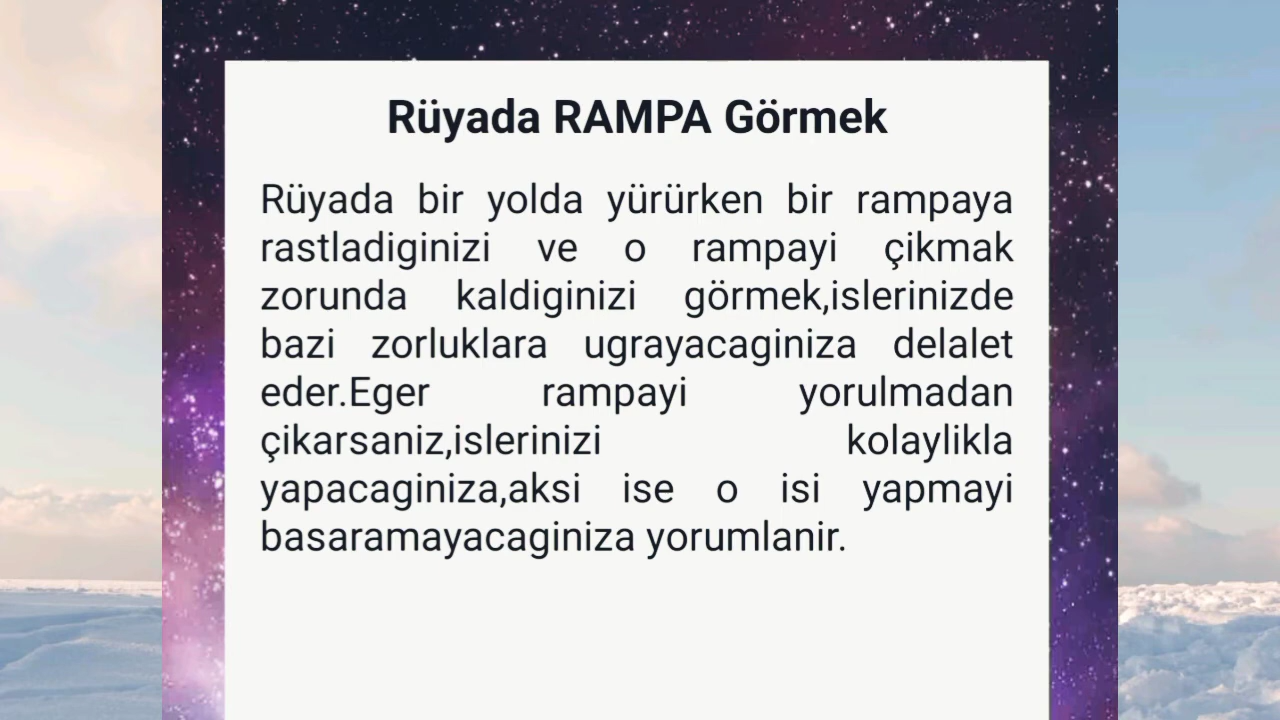 Rüyada RAMPA Görmek
Rüyada bir yolda yürürken bir rampaya
rastladiginizi ve o rampayi çikmak
zorunda kaldiginizi görmek,islerinizde
bazi zorluklara ugrayacaginiza delalet
eder.Eger rampayi yorulmadan
çikarsaniz,islerinizi kolaylikla
yapacaginiza,aksi ise o isi yapmayi
basaramayacaginiza yorumlanir.